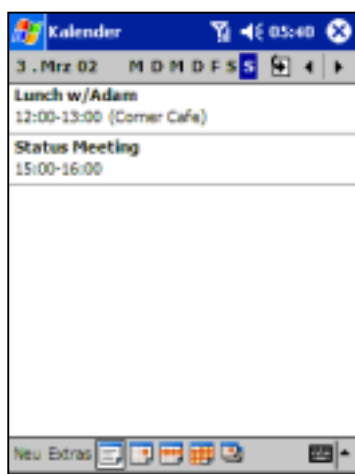 Kalender 05:40
3 . Mrz 02 M D M D F S S
Lunch w/Adam
12:00-13:00 (Corner Cafe)
Status Meeting
15:00-16:00
Neu Extras